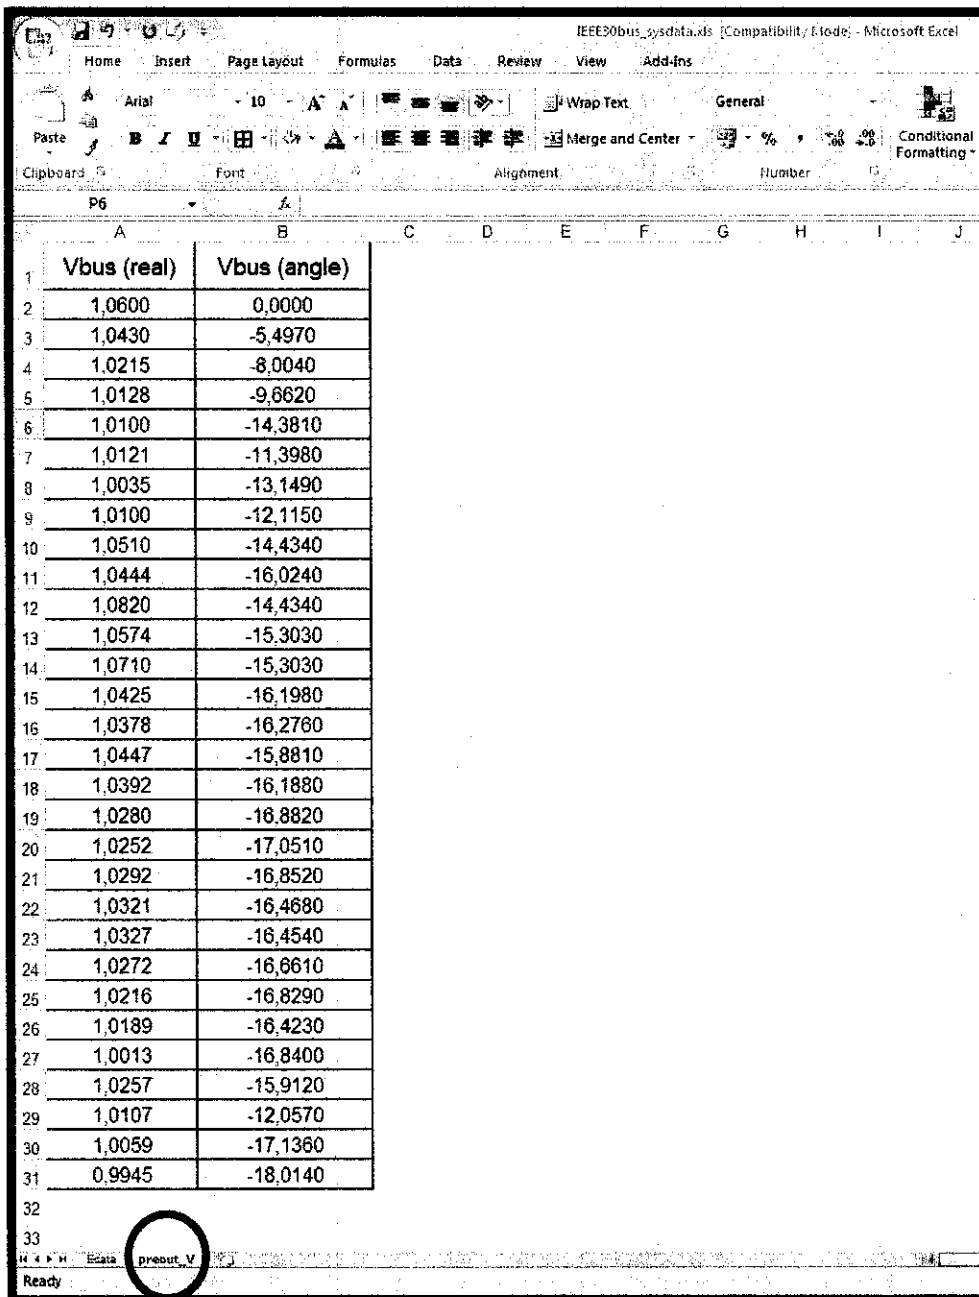 IEEE30bus_sysdata.xls [Compatibility Mode] - Microsoft Excel
Home Insert Page Layout Formulas Data Review View Add-Ins
Arial 10 A A Wrap Text General
Paste B I U A Merge and Center % , Conditional Formatting
Clipboard Font Alignment Number
P6 fx
A B C D E F G H I J
1 Vbus (real) Vbus (angle)
2 1,0600 0,0000
3 1,0430 -5,4970
4 1,0215 -8,0040
5 1,0128 -9,6620
6 1,0100 -14,3810
7 1,0121 -11,3980
8 1,0035 -13,1490
9 1,0100 -12,1150
10 1,0510 -14,4340
11 1,0444 -16,0240
12 1,0820 -14,4340
13 1,0574 -15,3030
14 1,0710 -15,3030
15 1,0425 -16,1980
16 1,0378 -16,2760
17 1,0447 -15,8810
18 1,0392 -16,1880
19 1,0280 -16,8820
20 1,0252 -17,0510
21 1,0292 -16,8520
22 1,0321 -16,4680
23 1,0327 -16,4540
24 1,0272 -16,6610
25 1,0216 -16,8290
26 1,0189 -16,4230
27 1,0013 -16,8400
28 1,0257 -15,9120
29 1,0107 -12,0570
30 1,0059 -17,1360
31 0,9945 -18,0140
32
33
preout_V
Ready